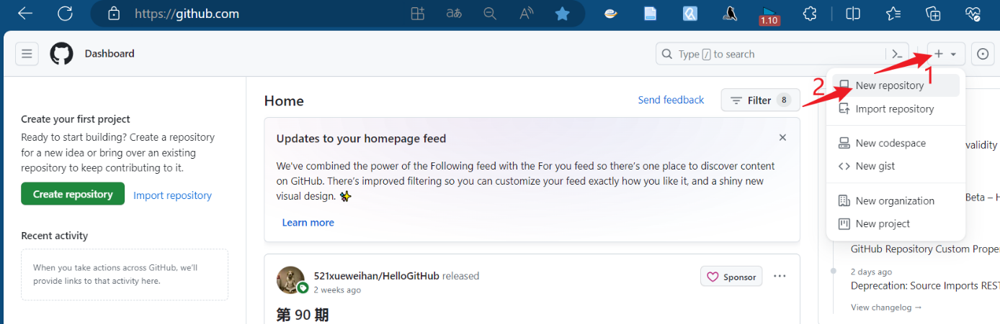 https://github.com
1.10
Dashboard
Type / to search
1
2
New repository
Import repository
New codespace
New gist
New organization
New project
Create your first project
Ready to start building? Create a repository
for a new idea or bring over an existing
repository to keep contributing to it.
Create repository
Import repository
Recent activity
When you take actions across GitHub, we'll
provide links to that activity here.
Home
Send feedback
Filter 8
Updates to your homepage feed
We've combined the power of the Following feed with the For you feed so there's one place to discover content
on GitHub. There's improved filtering so you can customize your feed exactly how you like it, and a shiny new
visual design. ✨
Learn more
521xueweihan/HelloGitHub released
2 weeks ago
Sponsor
第 90 期
validity
Beta – H
GitHub Repository Custom Proper
2 days ago
Deprecation: Source Imports REST
View changelog →